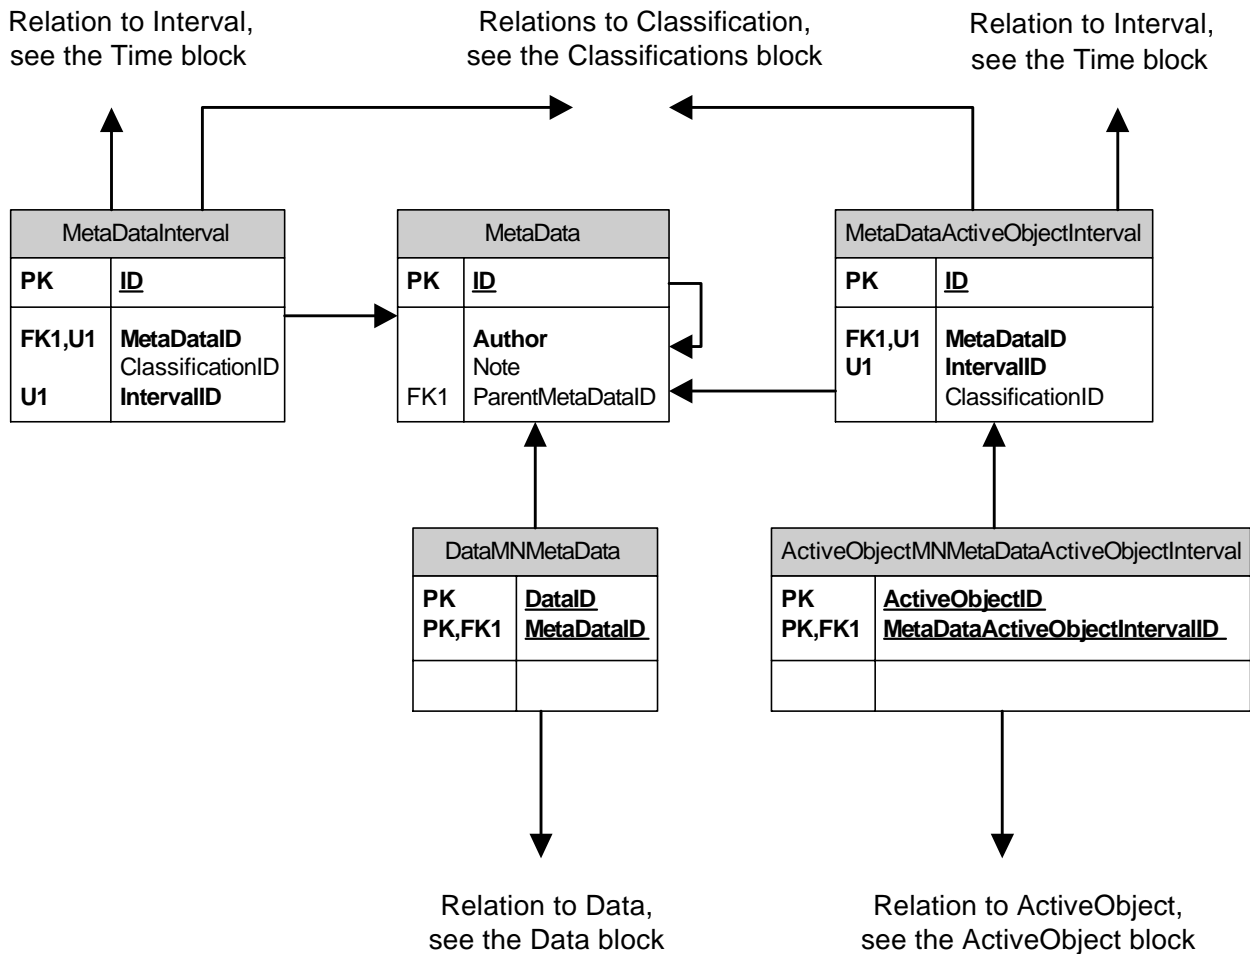 Relation to Interval,
see the Time block
Relations to Classification,
see the Classifications block
Relation to Interval,
see the Time block
MetaDataInterval
PK ID
FK1,U1 MetaDataID
ClassificationID
U1 IntervalID
MetaData
PK ID
Author
Note
FK1 ParentMetaDataID
MetaDataActiveObjectInterval
PK ID
FK1,U1 MetaDataID
U1 IntervalID
ClassificationID
DataMNMetaData
PK DataID
PK,FK1 MetaDataID
ActiveObjectMNMetaDataActiveObjectInterval
PK ActiveObjectID
PK,FK1 MetaDataActiveObjectIntervalID
Relation to Data,
see the Data block
Relation to ActiveObject,
see the ActiveObject block